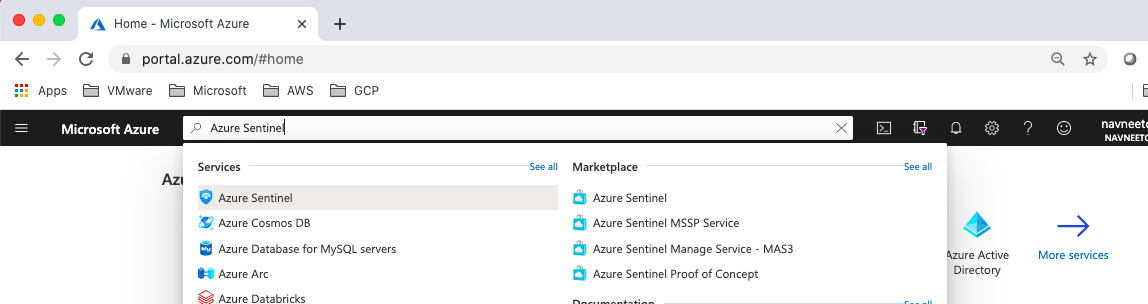 Home - Microsoft Azure
portal.azure.com/#home
Apps VMware Microsoft AWS GCP
Microsoft Azure Azure Sentinel navneet
NAVNEET
Services See all
Azure Sentinel
Azure Cosmos DB
Azure Database for MySQL servers
Azure Arc
Azure Databricks
Marketplace See all
Azure Sentinel
Azure Sentinel MSSP Service
Azure Sentinel Manage Service - MAS3
Azure Sentinel Proof of Concept
Documentation See all
Azure Active
Directory
More services